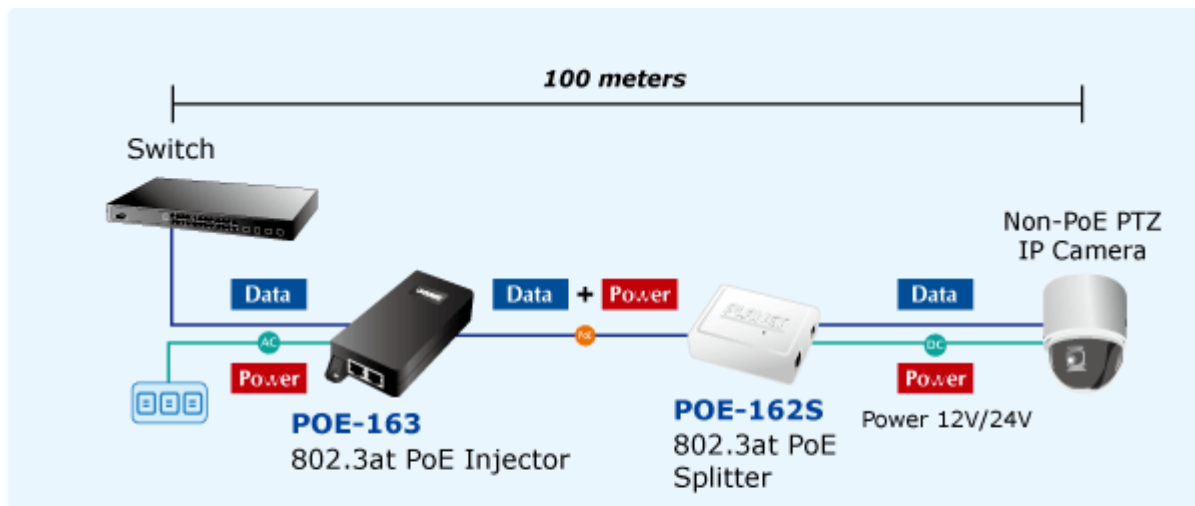 100 meters
Switch
Non-PoE PTZ
IP Camera
Data
Data + Power
Data
AC
PoE
DC
Power
Power
PLANET
POE-163
802.3at PoE Injector
POE-162S
802.3at PoE
Splitter
Power 12V/24V